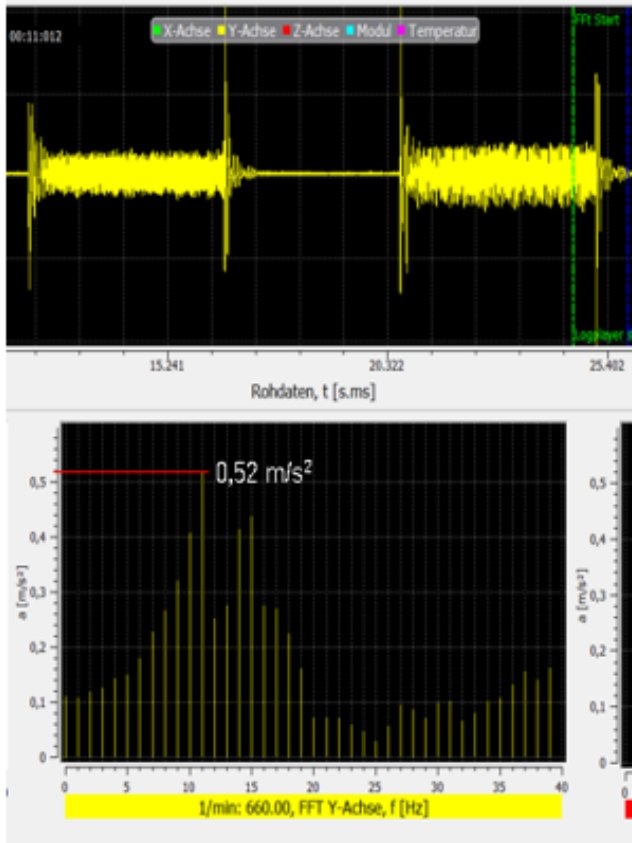 X-Achse Y-Achse Z-Achse Modul Temperatur
FFt Start
00:11:012
Logplayer s
15.241 20.322 25.402
Rohdaten, t [s.ms]
0,52 m/s²
0,5
0,4
0,3
0,2
0,1
0
a [m/s²]
0 5 10 15 20 25 30 35 40
1/min: 660.00, FFT Y-Achse, f [Hz]
0,5
0,4
0,3
0,2
0,1
0
a [m/s²]
0